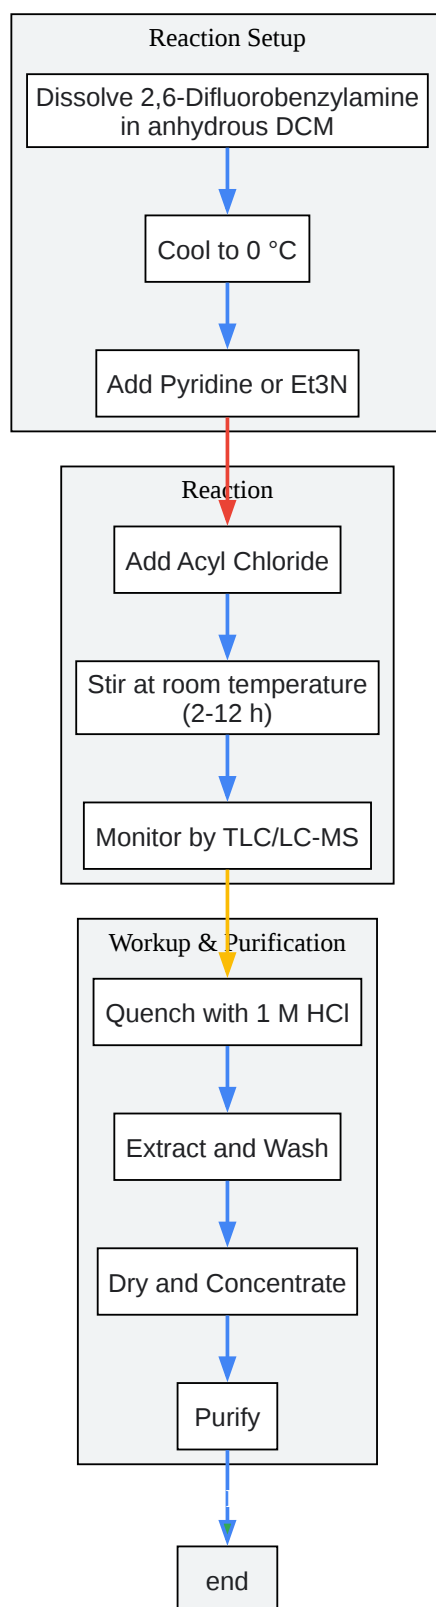 Reaction Setup
Dissolve 2,6-Difluorobenzylamine
in anhydrous DCM
Cool to 0 °C
Add Pyridine or Et3N
Reaction
Add Acyl Chloride
Stir at room temperature
(2-12 h)
Monitor by TLC/LC-MS
Workup & Purification
Quench with 1 M HCl
Extract and Wash
Dry and Concentrate
Purify
end